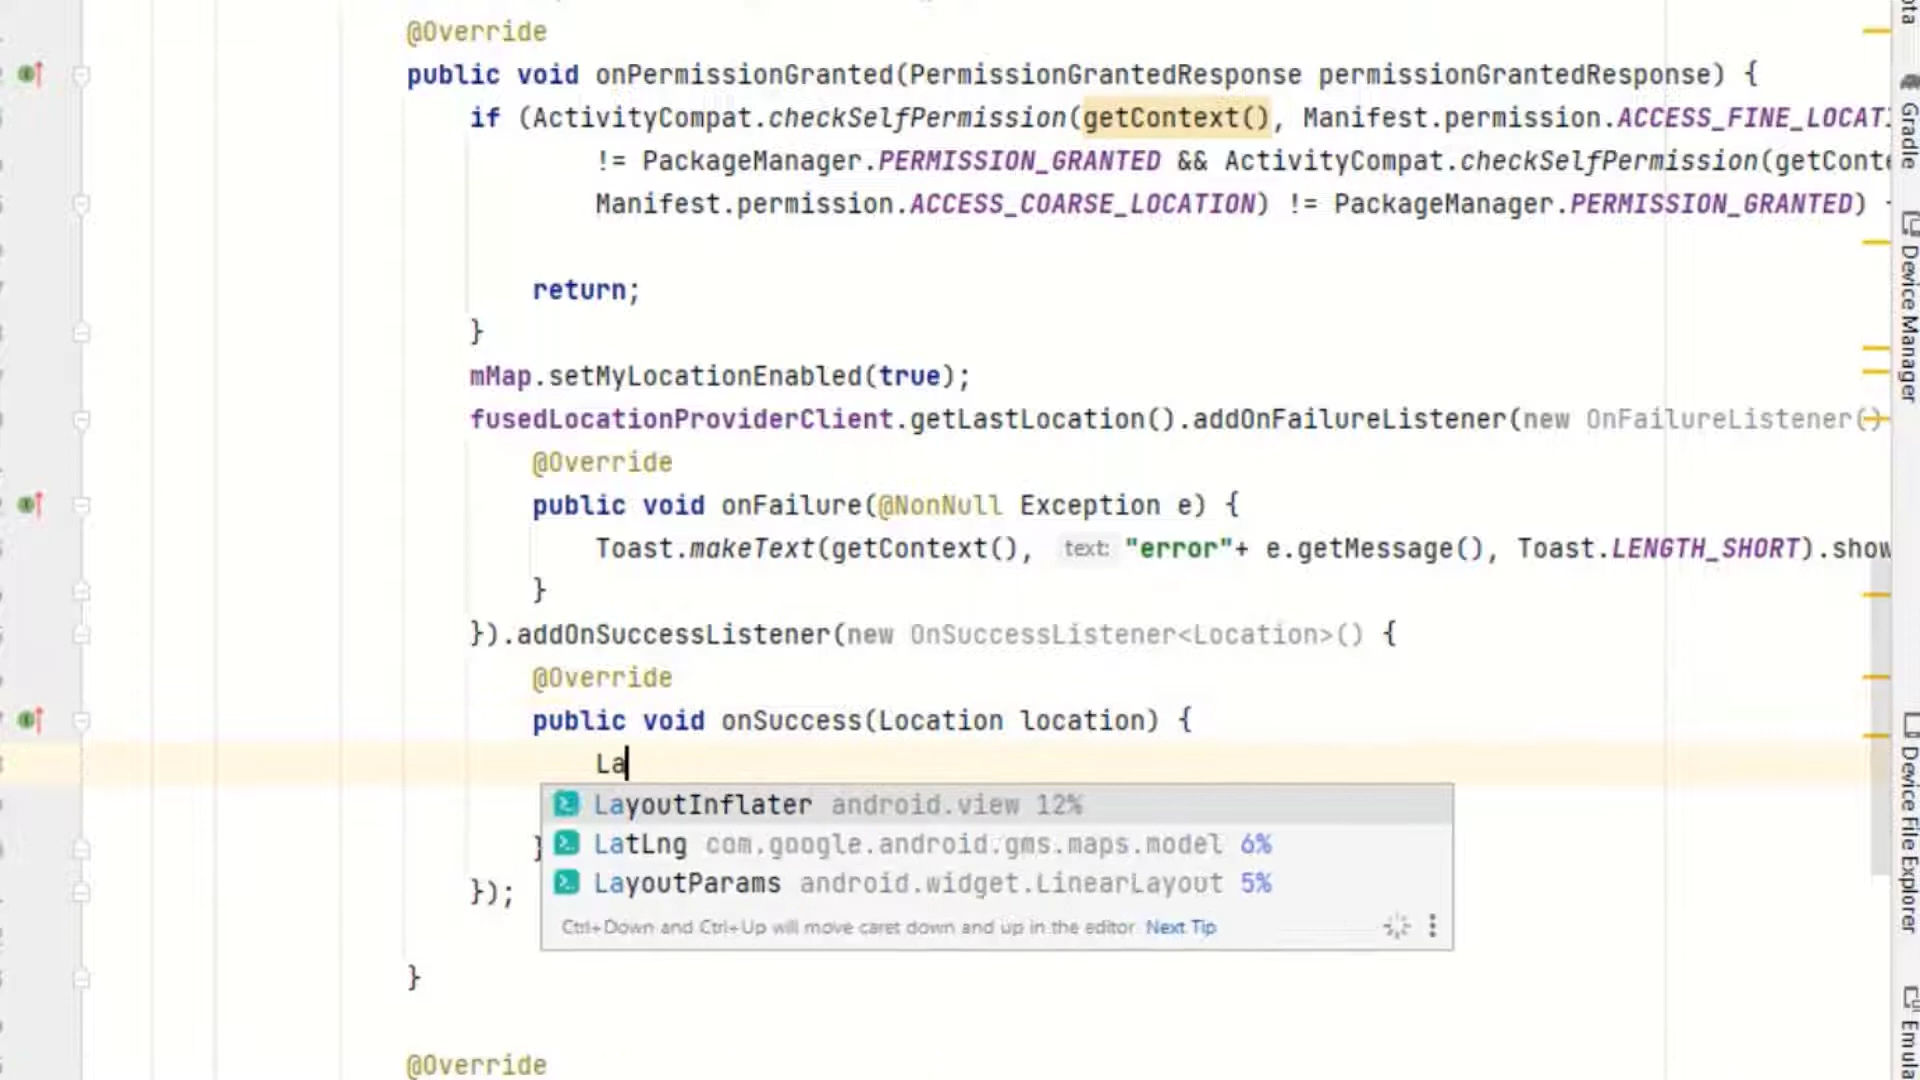 @Override
public void onPermissionGranted(PermissionGrantedResponse permissionGrantedResponse) {
if (ActivityCompat.checkSelfPermission(getContext(), Manifest.permission.ACCESS_FINE_LOCAT
!= PackageManager.PERMISSION_GRANTED && ActivityCompat.checkSelfPermission(getConte
Manifest.permission.ACCESS_COARSE_LOCATION) != PackageManager.PERMISSION_GRANTED)
return;
}
mMap.setMyLocationEnabled(true);
fusedLocationProviderClient.getLastLocation().addOnFailureListener(new OnFailureListener()
@Override
public void onFailure(@NonNull Exception e) {
Toast.makeText(getContext(), text: "error"+ e.getMessage(), Toast.LENGTH_SHORT).show
}
}).addOnSuccessListener(new OnSuccessListener<Location>() {
@Override
public void onSuccess(Location location) {
La
LayoutInflater android.view 12%
LatLng com.google.android.gms.maps.model 6%
LayoutParams android.widget.LinearLayout 5%
Ctrl+Down and Ctrl+Up will move caret down and up in the editor Next Tip
}
});
}
@Override
Gradle
Device Manager
Device File Explorer
Emula